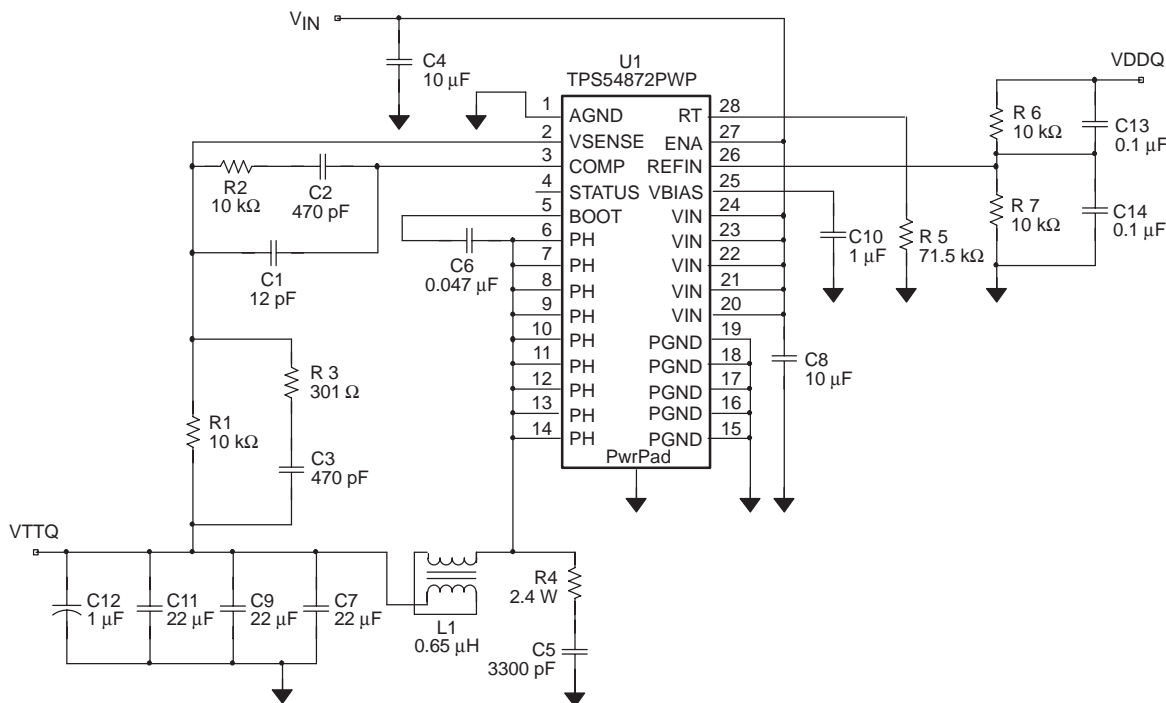 VIN
C4
10 μF
U1
TPS54872PWP
VDDQ
1 AGND RT 28
2 VSENSE ENA 27
3 COMP REFIN 26
4 STATUS VBIAS 25
5 BOOT VIN 24
6 PH VIN 23
7 PH VIN 22
8 PH VIN 21
9 PH VIN 20
10 PH PGND 19
11 PH PGND 18
12 PH PGND 17
13 PH PGND 16
14 PH PGND 15
PwrPad
R 6
10 kΩ
C13
0.1 μF
R 7
10 kΩ
C14
0.1 μF
R2
10 kΩ
C2
470 pF
C1
12 pF
C6
0.047 μF
C10
1 μF
R 5
71.5 kΩ
C8
10 μF
R 3
301 Ω
R1
10 kΩ
C3
470 pF
VTTQ
C12
1 μF
C11
22 μF
C9
22 μF
C7
22 μF
L1
0.65 μH
R4
2.4 W
C5
3300 pF